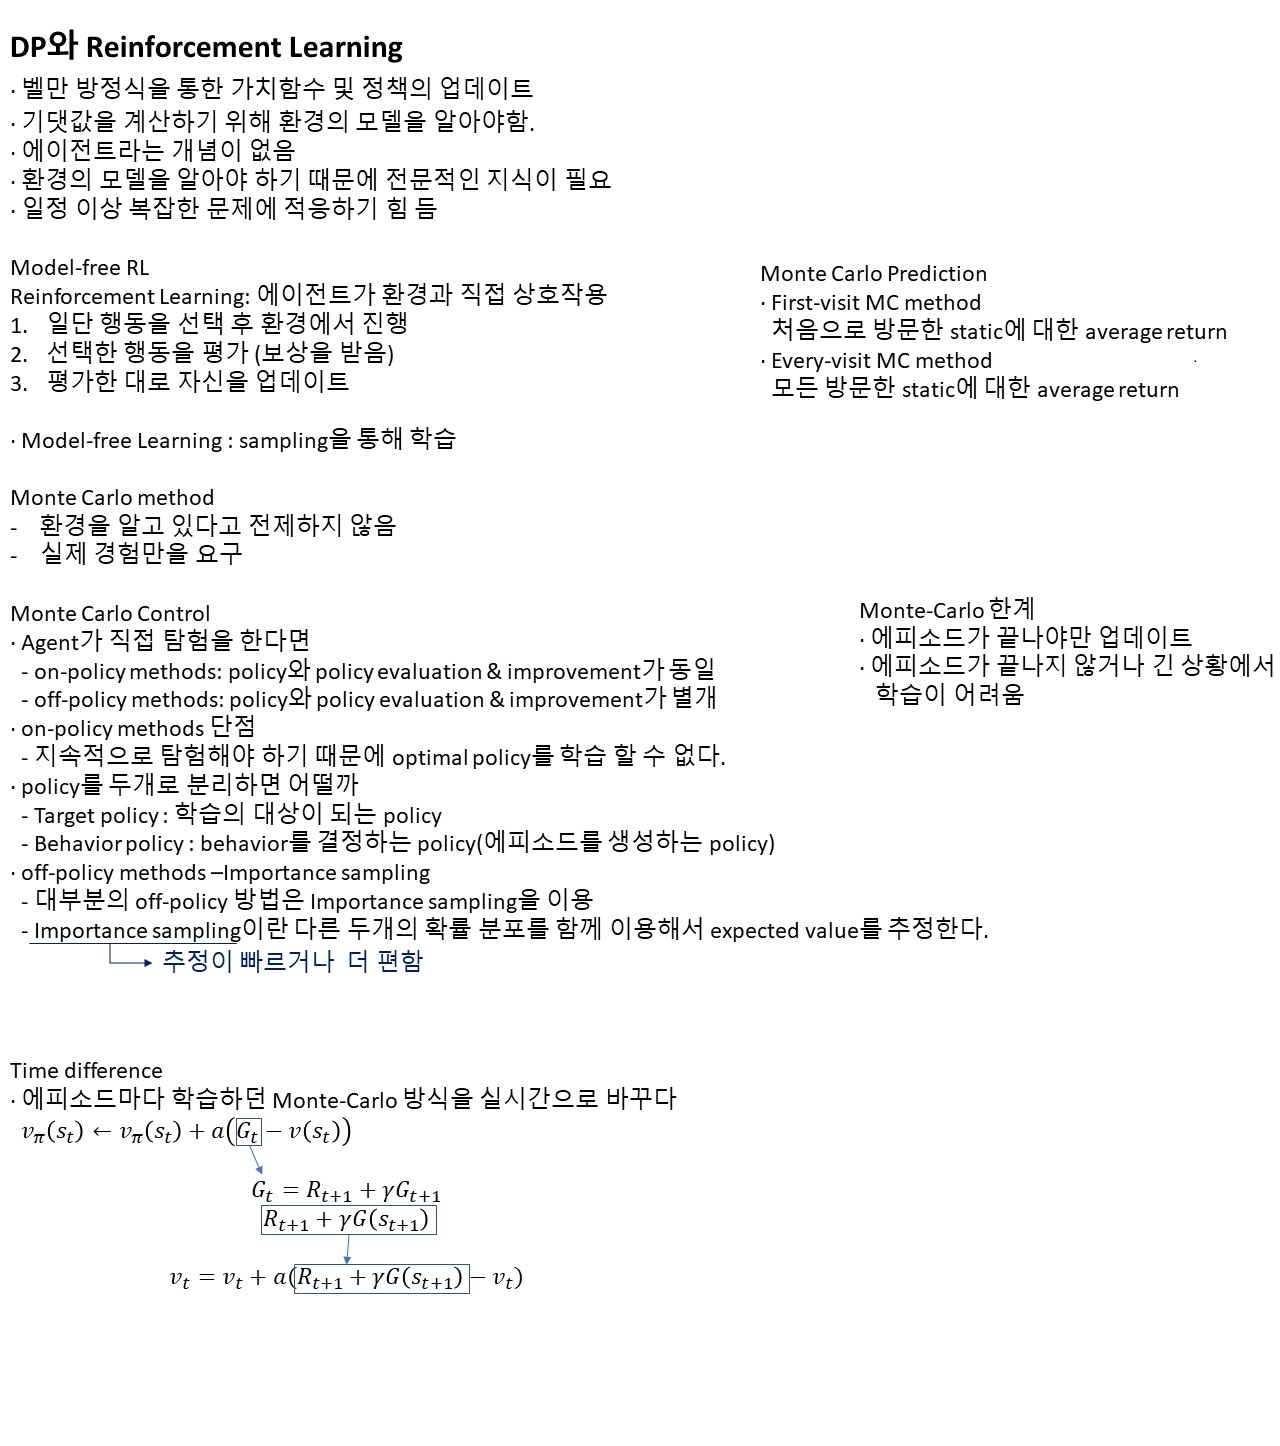 DP와 Reinforcement Learning
· 벨만 방정식을 통한 가치함수 및 정책의 업데이트
· 기댓값을 계산하기 위해 환경의 모델을 알아야함.
· 에이전트라는 개념이 없음
· 환경의 모델을 알아야 하기 때문에 전문적인 지식이 필요
· 일정 이상 복잡한 문제에 적응하기 힘 듬
Model-free RL
Reinforcement Learning: 에이전트가 환경과 직접 상호작용
1. 일단 행동을 선택 후 환경에서 진행
2. 선택한 행동을 평가 (보상을 받음)
3. 평가한 대로 자신을 업데이트
· Model-free Learning : sampling을 통해 학습
Monte Carlo Prediction
· First-visit MC method
처음으로 방문한 static에 대한 average return
· Every-visit MC method
모든 방문한 static에 대한 average return
Monte Carlo method
- 환경을 알고 있다고 전제하지 않음
- 실제 경험만을 요구
Monte Carlo Control
· Agent가 직접 탐험을 한다면
- on-policy methods: policy와 policy evaluation & improvement가 동일
- off-policy methods: policy와 policy evaluation & improvement가 별개
· on-policy methods 단점
- 지속적으로 탐험해야 하기 때문에 optimal policy를 학습 할 수 없다.
· policy를 두개로 분리하면 어떨까
- Target policy : 학습의 대상이 되는 policy
- Behavior policy : behavior를 결정하는 policy(에피소드를 생성하는 policy)
· off-policy methods –Importance sampling
- 대부분의 off-policy 방법은 Importance sampling을 이용
- Importance sampling이란 다른 두개의 확률 분포를 함께 이용해서 expected value를 추정한다.
추정이 빠르거나 더 편함
Monte-Carlo 한계
· 에피소드가 끝나야만 업데이트
· 에피소드가 끝나지 않거나 긴 상황에서
학습이 어려움
Time difference
· 에피소드마다 학습하던 Monte-Carlo 방식을 실시간으로 바꾸다
$v_\pi(s_t) \leftarrow v_\pi(s_t) + a(G_t - v(s_t))$
$G_t = R_{t+1} + \gamma G_{t+1}$
$R_{t+1} + \gamma G(s_{t+1})$
$v_t = v_t + a(R_{t+1} + \gamma G(s_{t+1}) - v_t)$